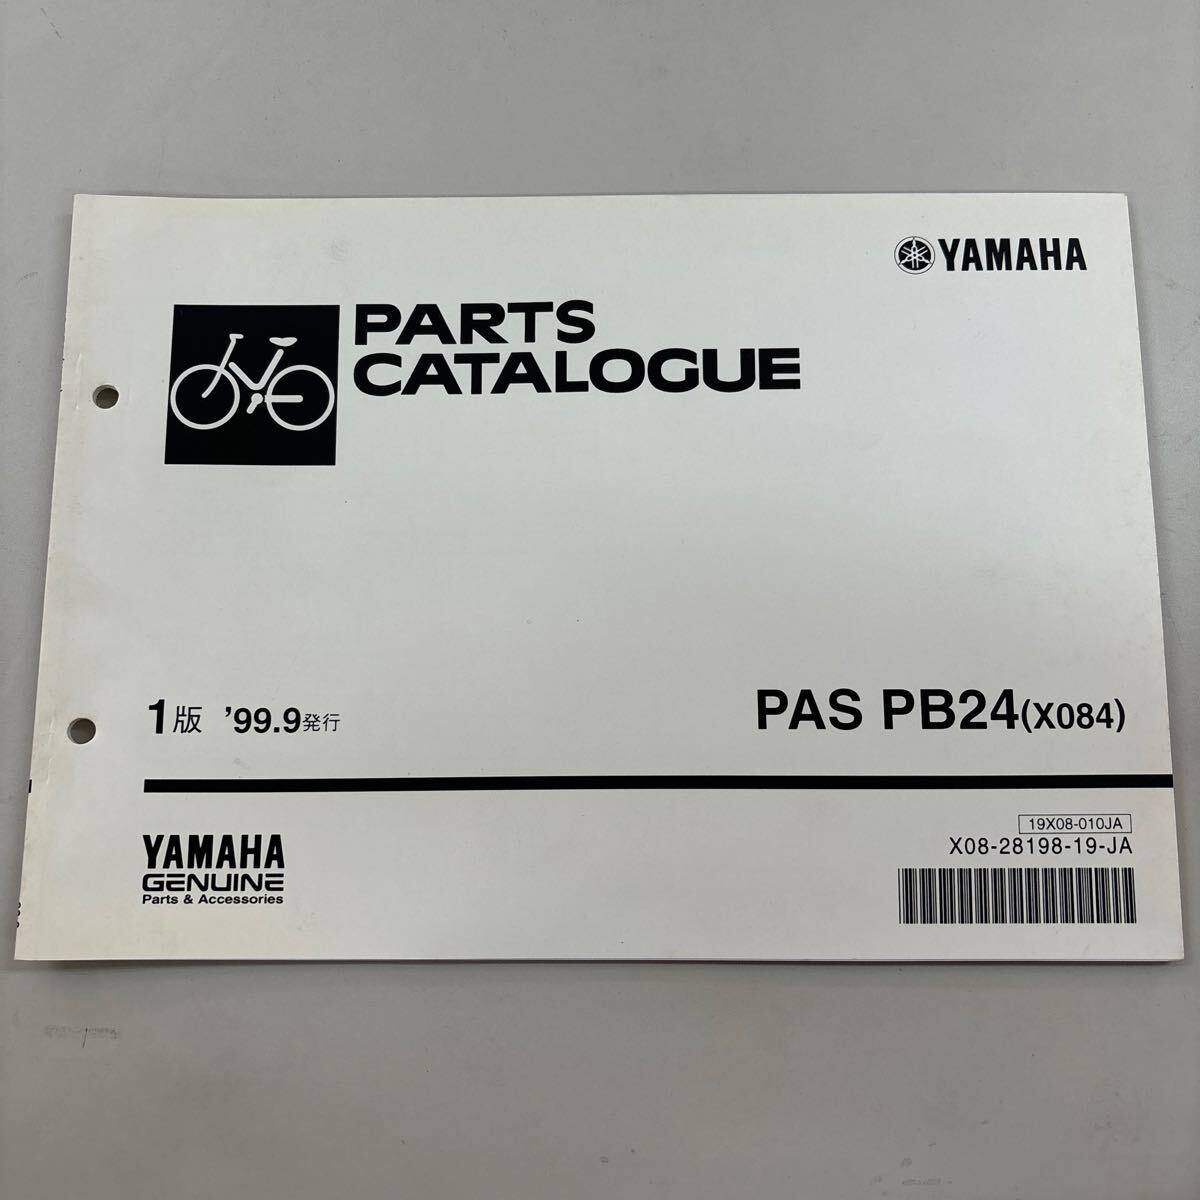 YAMAHA
PARTS
CATALOGUE
1版 '99.9発行
PAS PB24(X084)
19X08-010JA
X08-28198-19-JA
YAMAHA
GENUINE
Parts & Accessories